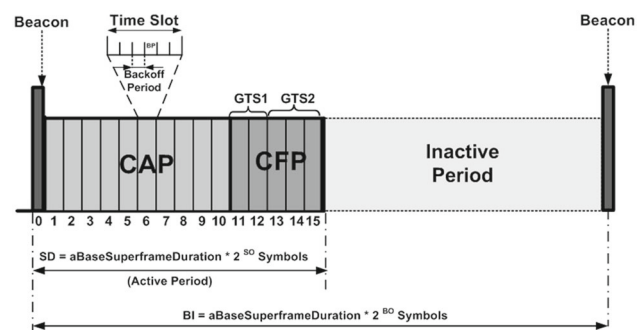 Beacon
Time Slot
Beacon
BP
Backoff
Period
GTS1 GTS2
CAP
CFP
Inactive
Period
0 1 2 3 4 5 6 7 8 9 10 11 12 13 14 15
SD = aBaseSuperframeDuration * 2 SO Symbols
(Active Period)
BI = aBaseSuperframeDuration * 2 BO Symbols